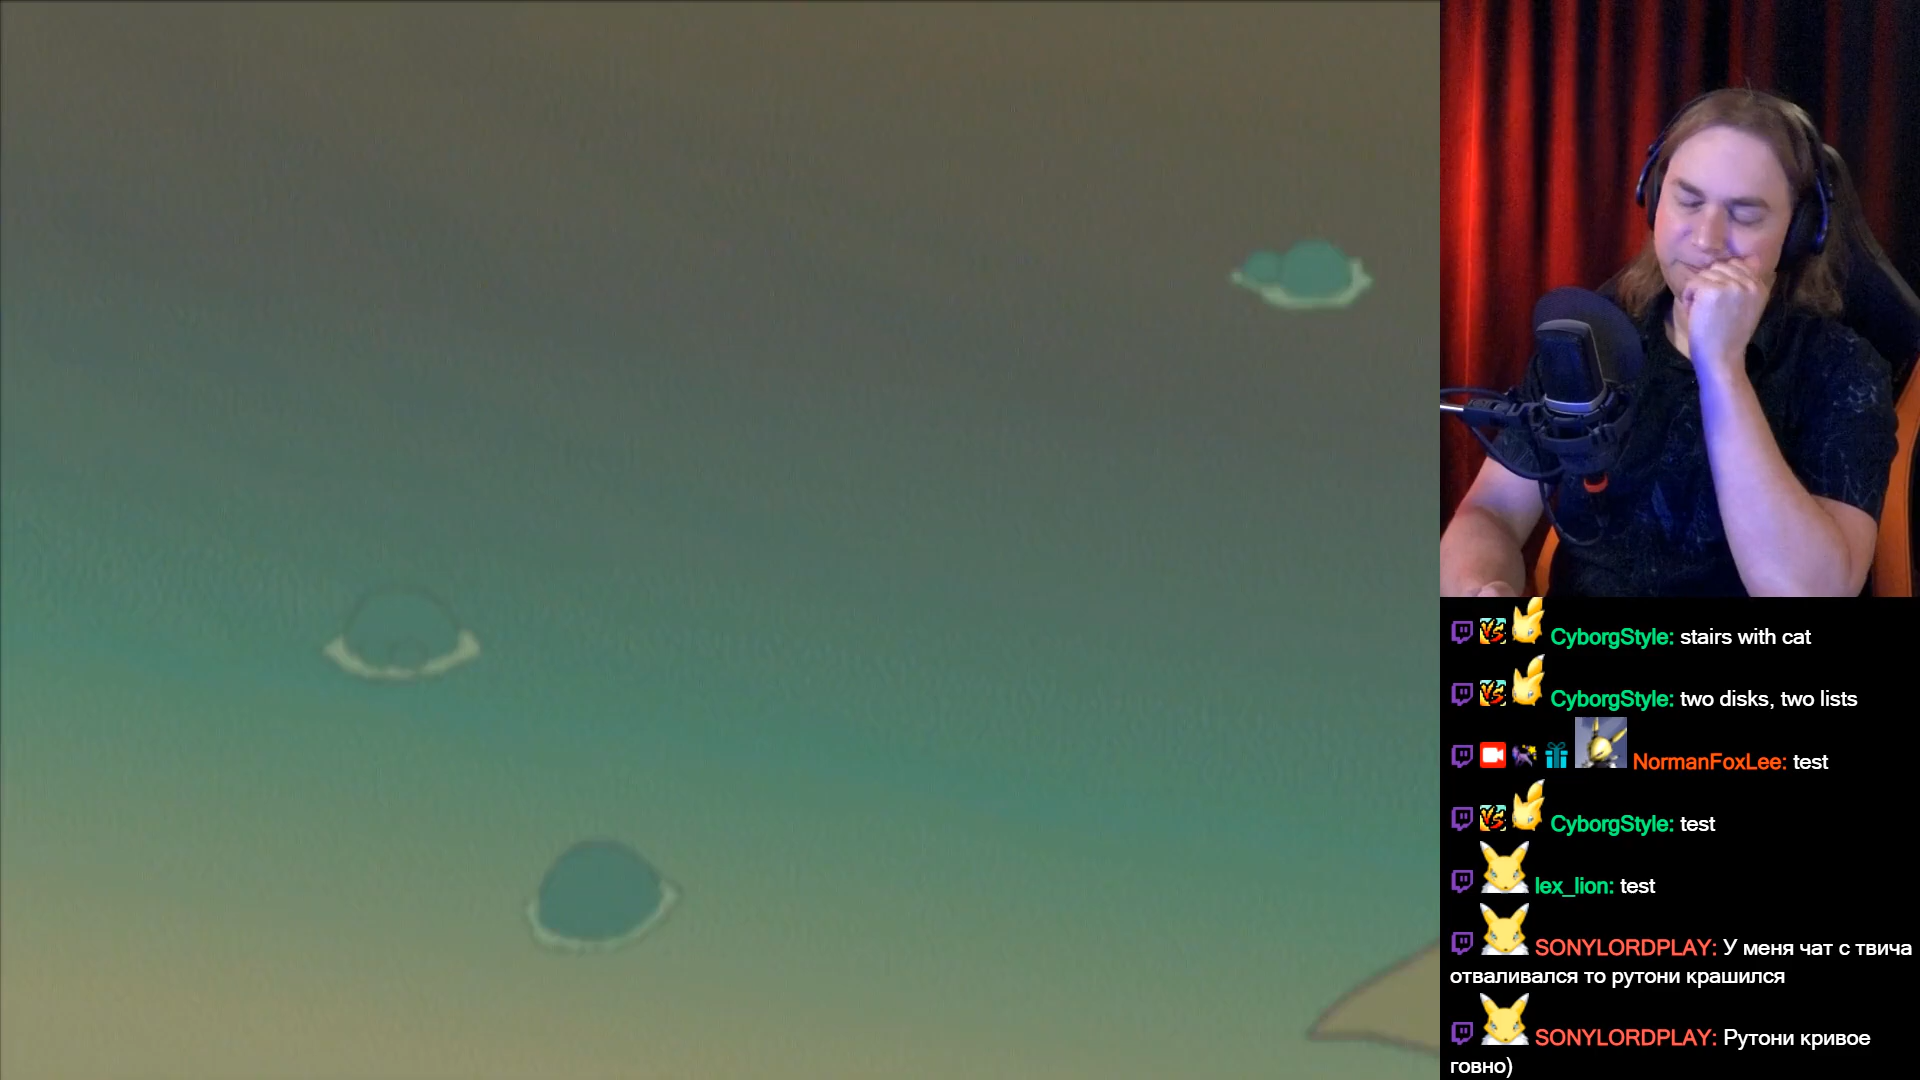 CyborgStyle: stairs with cat
CyborgStyle: two disks, two lists
NormanFoxLee: test
CyborgStyle: test
lex_lion: test
SONYLORDPLAY: У меня чат с твича
отваливался то рутони крашился
SONYLORDPLAY: Рутони кривое
говно)